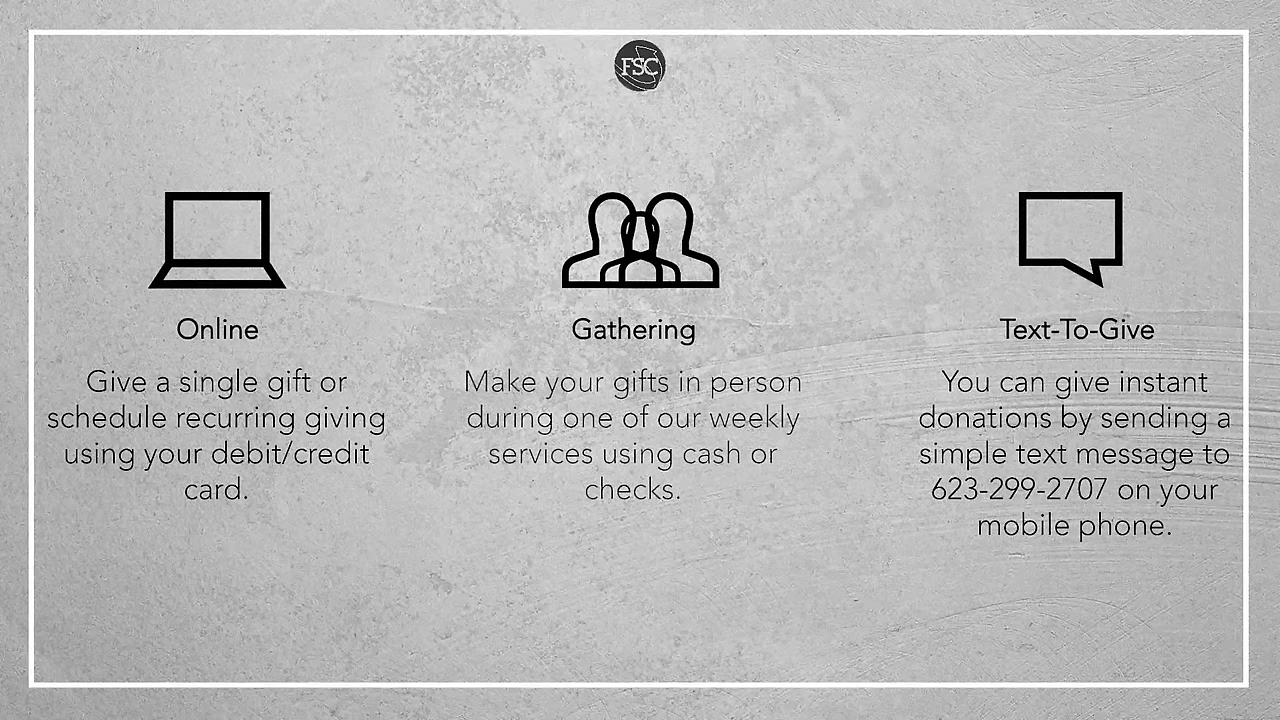 FSC
Online
Give a single gift or
schedule recurring giving
using your debit/credit
card.
Gathering
Make your gifts in person
during one of our weekly
services using cash or
checks.
Text-To-Give
You can give instant
donations by sending a
simple text message to
623-299-2707 on your
mobile phone.